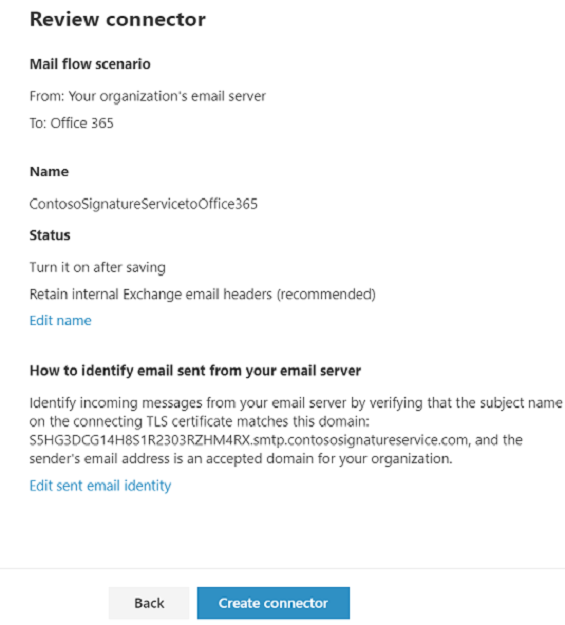 Review connector
Mail flow scenario
From: Your organization's email server
To: Office 365
Name
ContosoSignatureServicetoOffice365
Status
Turn it on after saving
Retain internal Exchange email headers (recommended)
Edit name
How to identify email sent from your email server
Identify incoming messages from your email server by verifying that the subject name
on the connecting TLS certificate matches this domain:
S5HG3DCG14H8S1R2303RZHM4RX.smtp.contososignatureservice.com, and the
sender's email address is an accepted domain for your organization.
Edit sent email identity
Back
Create connector